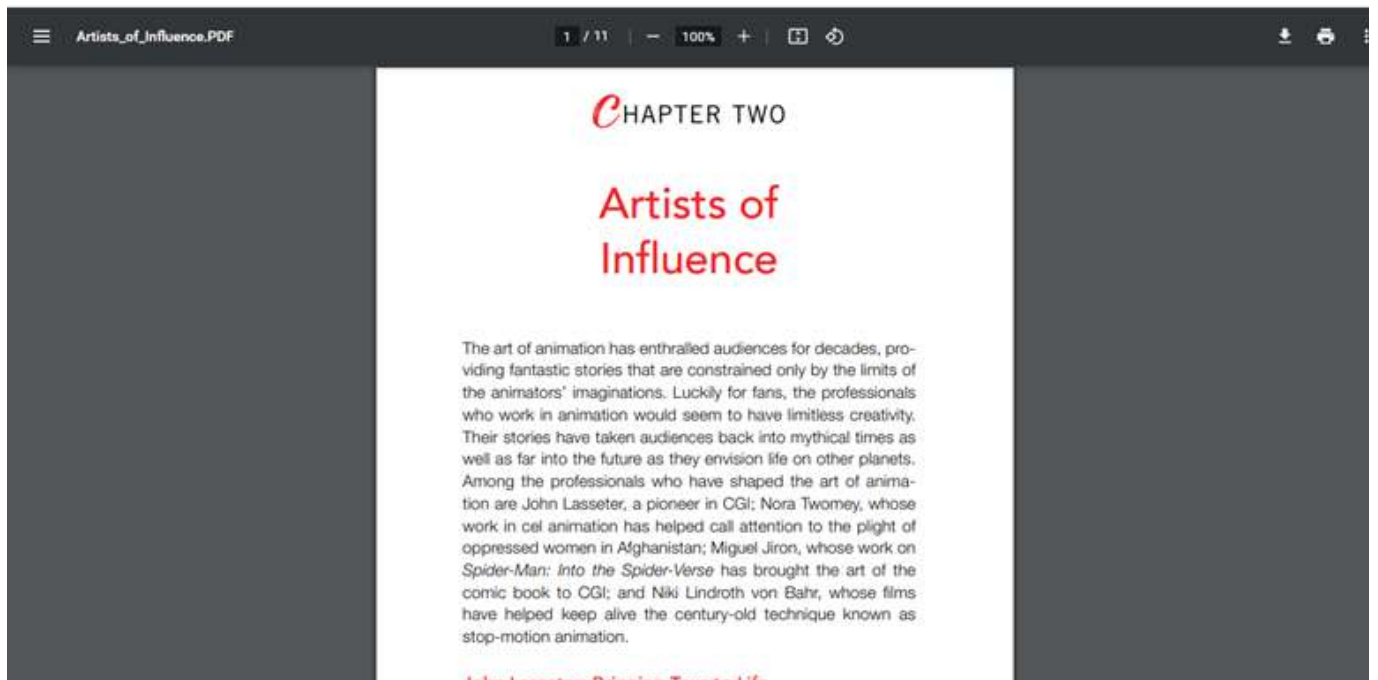 Artists_of_Influence.PDF
1 / 11
100%
CHAPTER TWO
Artists of
Influence
The art of animation has enthralled audiences for decades, pro-
viding fantastic stories that are constrained only by the limits of
the animators' imaginations. Luckily for fans, the professionals
who work in animation would seem to have limitless creativity.
Their stories have taken audiences back into mythical times as
well as far into the future as they envision life on other planets.
Among the professionals who have shaped the art of anima-
tion are John Lasseter, a pioneer in CGI; Nora Twomey, whose
work in cel animation has helped call attention to the plight of
oppressed women in Afghanistan; Miguel Jiron, whose work on
Spider-Man: Into the Spider-Verse has brought the art of the
comic book to CGI; and Niki Lindroth von Bahr, whose films
have helped keep alive the century-old technique known as
stop-motion animation.